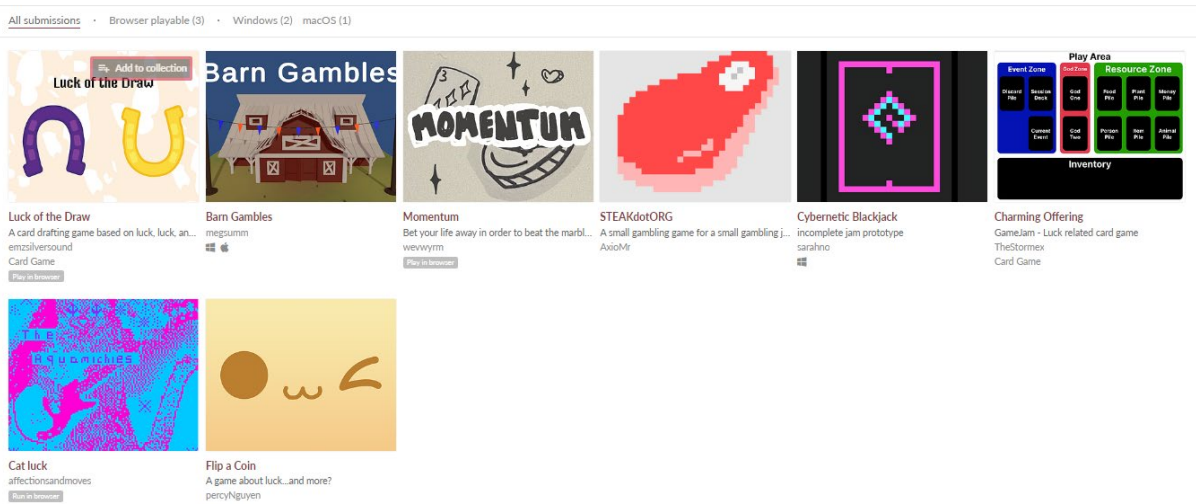 All submissions · Browser playable (3) · Windows (2) macOS (1)
Add to collection
Luck of the Draw
Barn Gambles
3
MOMENTUM
Play Area
Event Zone
God Zone
Resource Zone
Discard Pile
Session Deck
God One
Food Pile
Plant Pile
Money Pile
Current Event
God Two
Person Pile
Item Pile
Animal Pile
Inventory
Luck of the Draw
A card drafting game based on luck, luck, an...
emzsilversound
Card Game
Play in browser
Barn Gambles
megsumm
Momentum
Bet your life away in order to beat the marbl...
wevwyrm
Play in browser
STEAKdotORG
A small gambling game for a small gambling j...
AxioMr
Cybernetic Blackjack
incomplete jam prototype
sarahno
Charming Offering
GameJam - Luck related card game
TheStormex
Card Game
The
Aquamichies
Cat luck
affectionsandmoves
Run in browser
Flip a Coin
A game about luck...and more?
percyNguyen